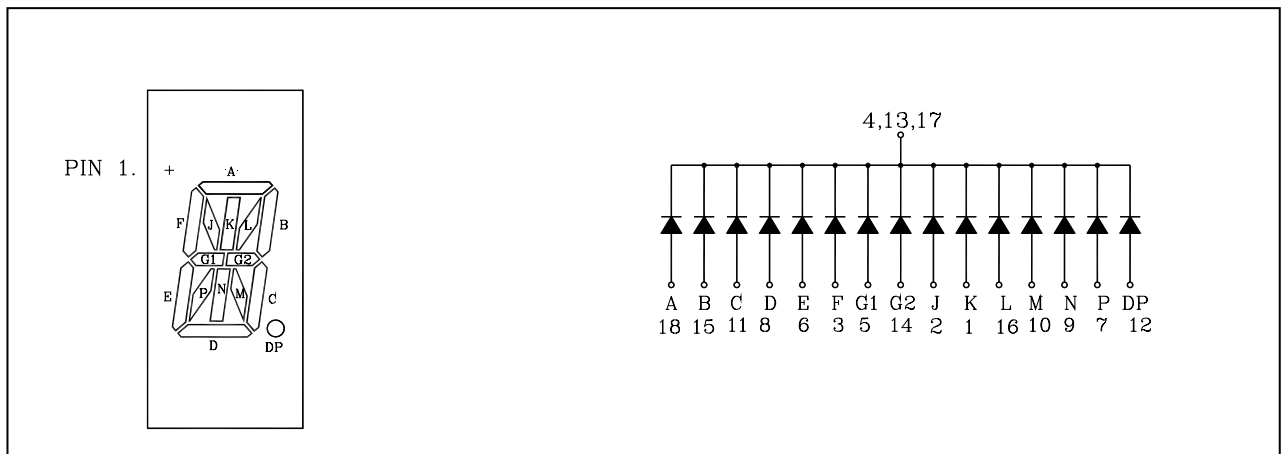 4,13,17
PIN 1. +
A
F J K L B
G1 G2
E P N M C
D DP
A B C D E F G1 G2 J K L M N P DP
18 15 11 8 6 3 5 14 2 1 16 10 9 7 12